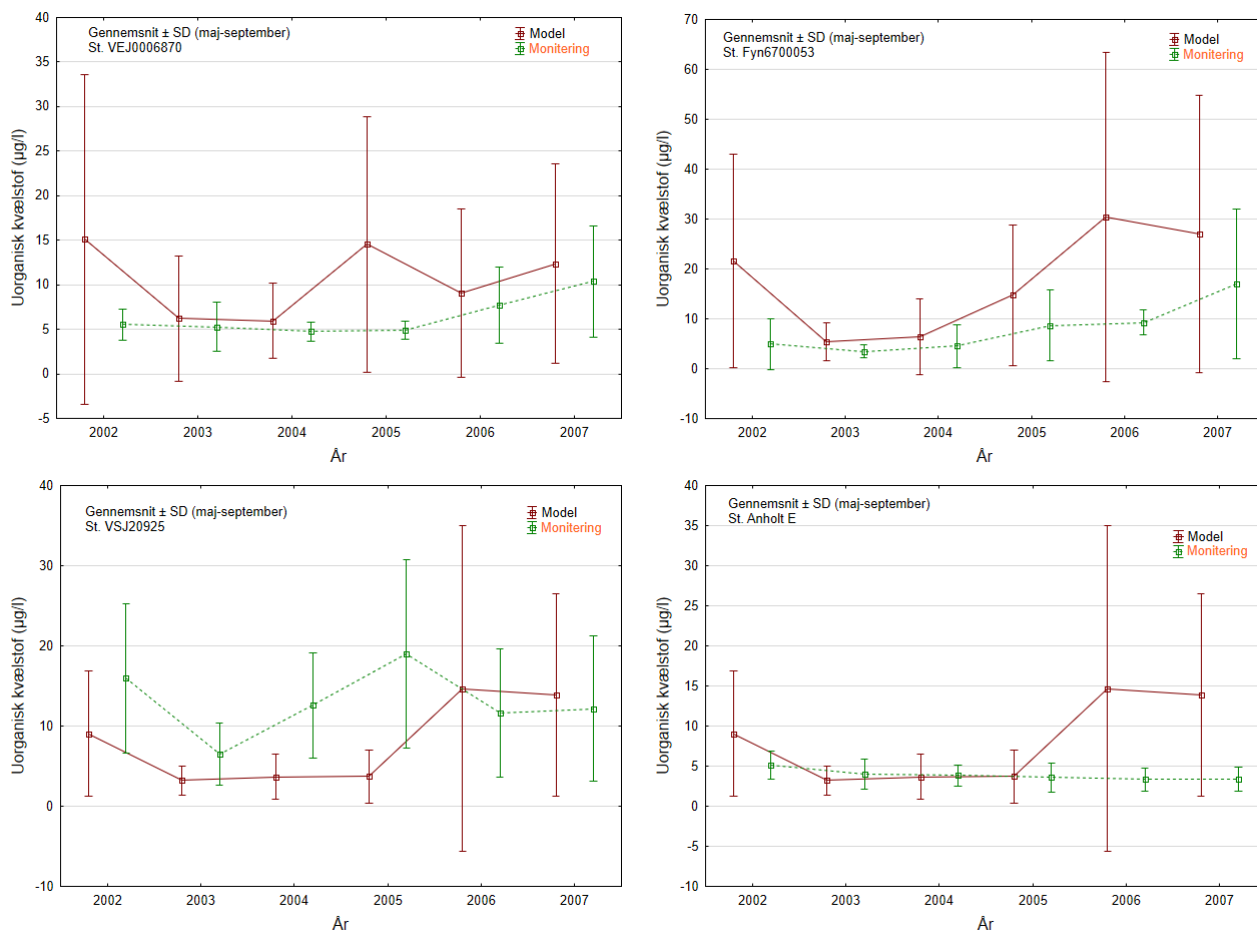 Gennemsnit ± SD (maj-september)
St. VEJ0006870
Model
Monitering
Uorganisk kvælstof (µg/l)
40
35
30
25
20
15
10
5
0
-5
2002
2003
2004
2005
2006
2007
År
Gennemsnit ± SD (maj-september)
St. Fyn6700053
Model
Monitering
Uorganisk kvælstof (µg/l)
70
60
50
40
30
20
10
0
-10
2002
2003
2004
2005
2006
2007
År
Gennemsnit ± SD (maj-september)
St. VSJ20925
Model
Monitering
Uorganisk kvælstof (µg/l)
40
30
20
10
0
-10
2002
2003
2004
2005
2006
2007
År
Gennemsnit ± SD (maj-september)
St. Anholt E
Model
Monitering
Uorganisk kvælstof (µg/l)
40
35
30
25
20
15
10
5
0
-5
-10
2002
2003
2004
2005
2006
2007
År